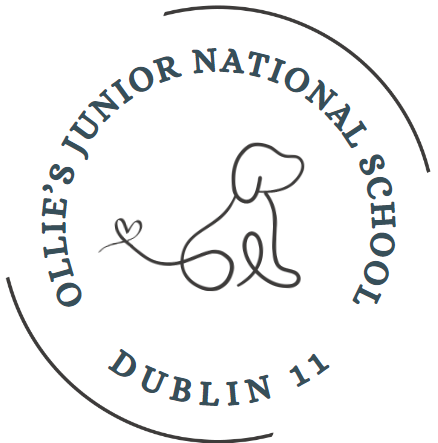 OLLIE'S JUNIOR NATIONAL SCHOOL
DUBLIN 11